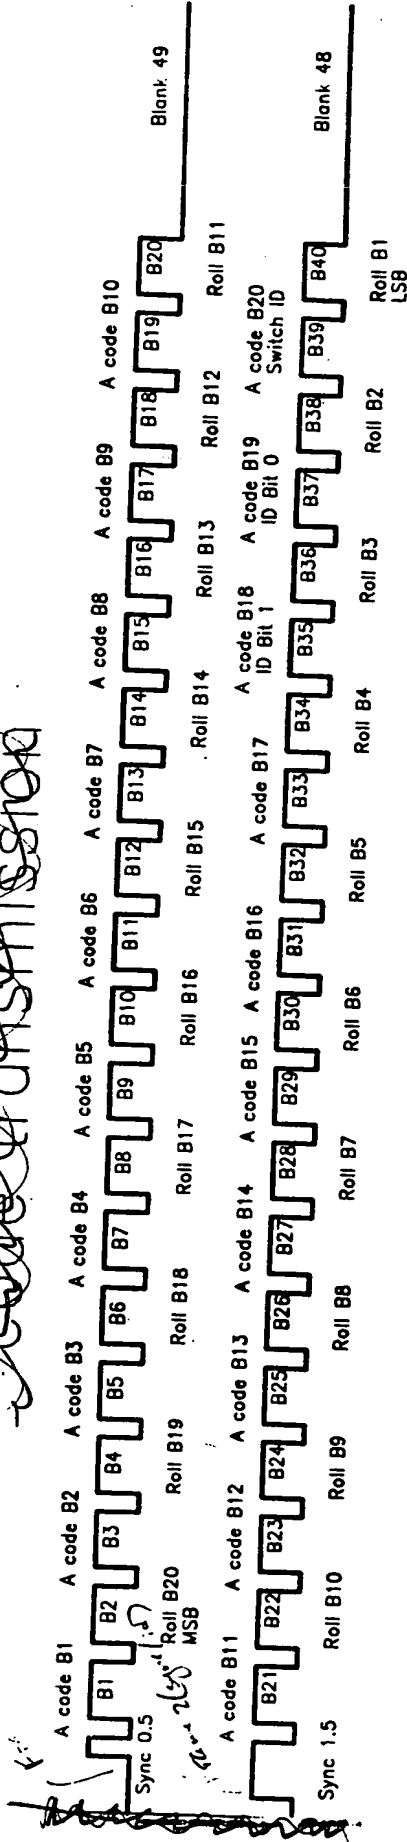 A code B1 A code B2 A code B3 A code B4 A code B5 A code B6 A code B7 A code B8 A code B9 A code B10
B1 B2 B3 B4 B5 B6 B7 B8 B9 B10 B11 B12 B13 B14 B15 B16 B17 B18 B19 B20 Blank 49
Sync 0.5 Roll B20 Roll B19 Roll B18 Roll B17 Roll B16 Roll B15 Roll B14 Roll B13 Roll B12 Roll B11
MSB
A code B11 A code B12 A code B13 A code B14 A code B15 A code B16 A code B17 A code B18 A code B19 A code B20
ID Bit 1 ID Bit 0 Switch ID
B21 B22 B23 B24 B25 B26 B27 B28 B29 B30 B31 B32 B33 B34 B35 B36 B37 B38 B39 B40 Blank 48
Sync 1.5 Roll B10 Roll B9 Roll B8 Roll B7 Roll B6 Roll B5 Roll B4 Roll B3 Roll B2 Roll B1
LSB